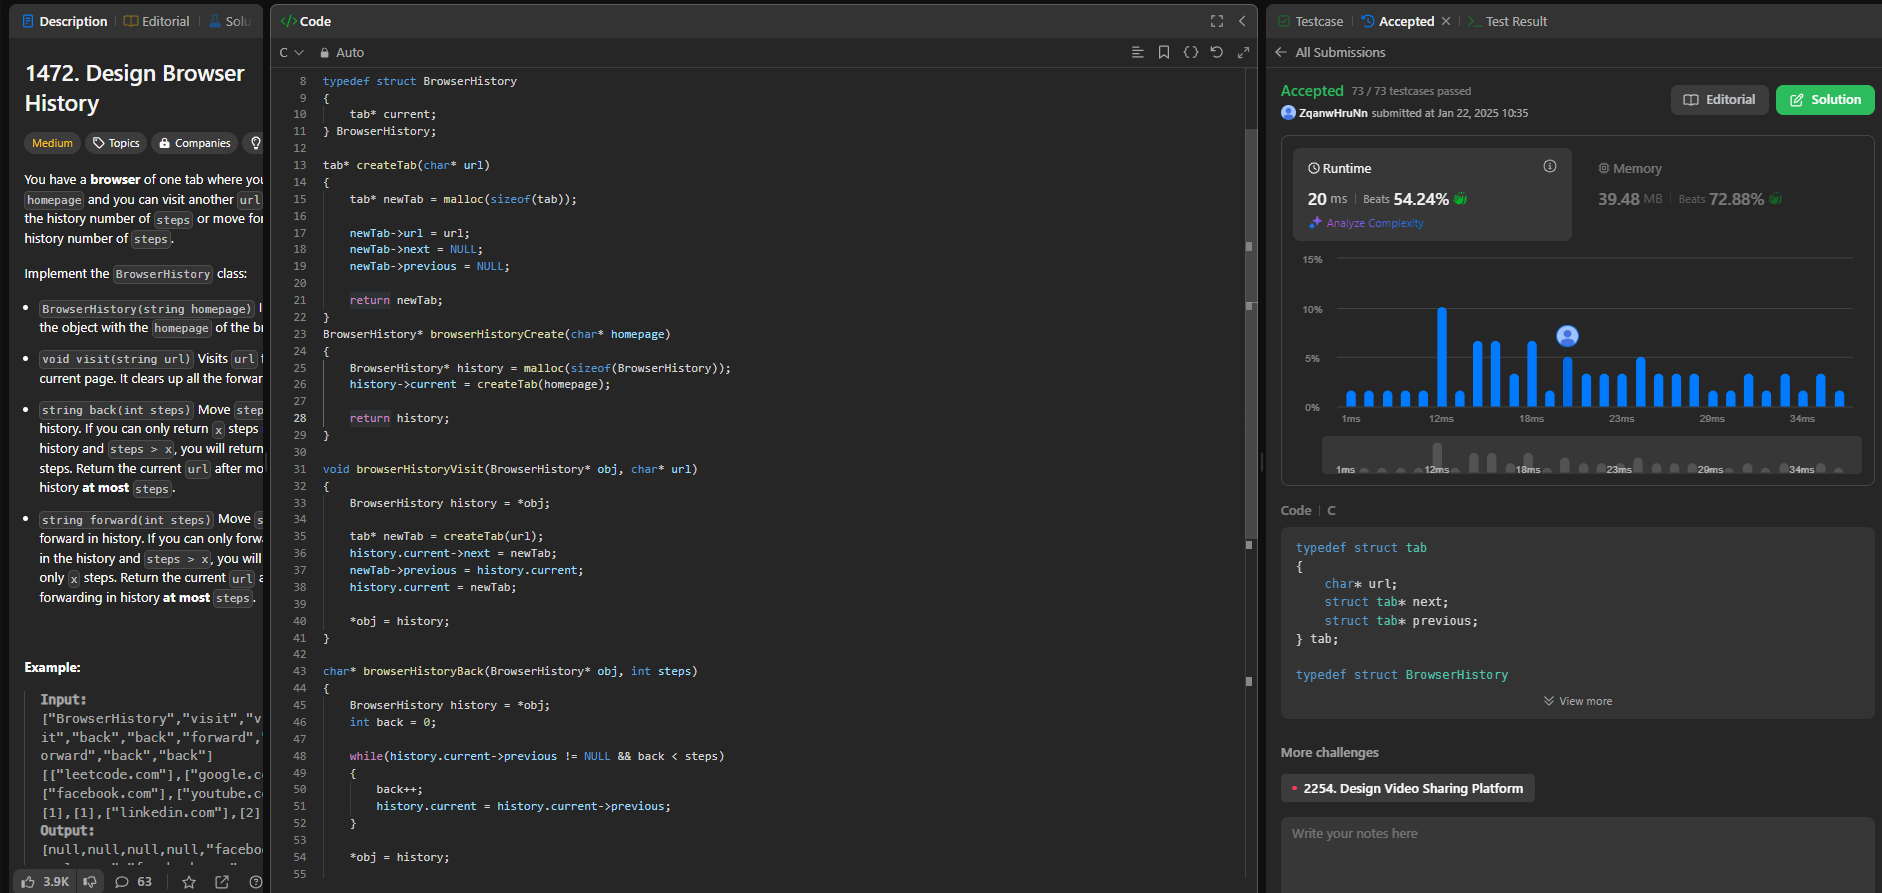 Description
Editorial
Solu
1472. Design Browser
History
Medium
Topics
Companies
You have a browser of one tab where you
homepage and you can visit another url
the history number of steps or move for
history number of steps.
Implement the BrowserHistory class:
BrowserHistory(string homepage) I
the object with the homepage of the br
void visit(string url) Visits url f
current page. It clears up all the forwar
string back(int steps) Move step
history. If you can only return x steps
history and steps > x, you will return
steps. Return the current url after mo
history at most steps.
string forward(int steps) Move s
forward in history. If you can only forw
in the history and steps > x, you will
only x steps. Return the current url a
forwarding in history at most steps.
Example:
Input:
["BrowserHistory","visit","v
it","back","back","forward",
orward","back","back"]
[["leetcode.com"],["google.c
["facebook.com"],["youtube.c
[1],[1],["linkedin.com"],[2]
Output:
[null,null,null,null,"facebo
3.9K
63
Code
C
Auto
8 typedef struct BrowserHistory
9 {
10 tab* current;
11 } BrowserHistory;
12
13 tab* createTab(char* url)
14 {
15 tab* newTab = malloc(sizeof(tab));
16
17 newTab->url = url;
18 newTab->next = NULL;
19 newTab->previous = NULL;
20
21 return newTab;
22 }
23 BrowserHistory* browserHistoryCreate(char* homepage)
24 {
25 BrowserHistory* history = malloc(sizeof(BrowserHistory));
26 history->current = createTab(homepage);
27
28 return history;
29 }
30
31 void browserHistoryVisit(BrowserHistory* obj, char* url)
32 {
33 BrowserHistory history = *obj;
34
35 tab* newTab = createTab(url);
36 history.current->next = newTab;
37 newTab->previous = history.current;
38 history.current = newTab;
39
40 *obj = history;
41 }
42
43 char* browserHistoryBack(BrowserHistory* obj, int steps)
44 {
45 BrowserHistory history = *obj;
46 int back = 0;
47
48 while(history.current->previous != NULL && back < steps)
49 {
50 back++;
51 history.current = history.current->previous;
52 }
53
54 *obj = history;
55
Testcase
Accepted
Test Result
All Submissions
Accepted 73 / 73 testcases passed
ZqanwHruNn submitted at Jan 22, 2025 10:35
Editorial
Solution
Runtime
20 ms Beats 54.24%
Analyze Complexity
Memory
39.48 MB Beats 72.88%
15%
10%
5%
0%
1ms 12ms 18ms 23ms 29ms 34ms
1ms 12ms 18ms 23ms 29ms 34ms
Code C
typedef struct tab
{
char* url;
struct tab* next;
struct tab* previous;
} tab;
typedef struct BrowserHistory
View more
More challenges
2254. Design Video Sharing Platform
Write your notes here